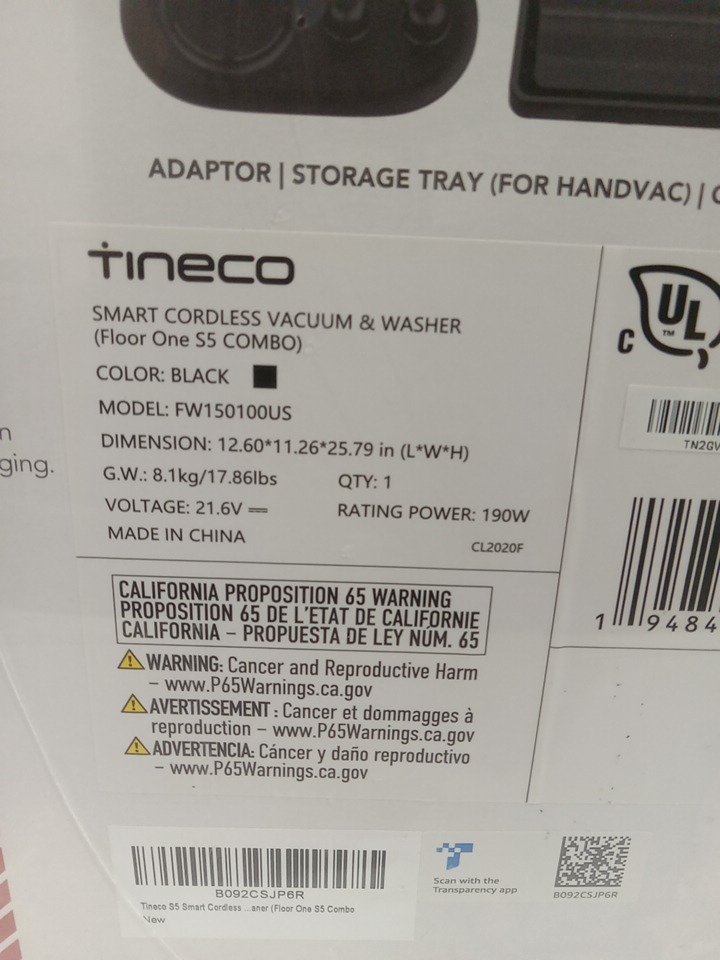 ADAPTOR | STORAGE TRAY (FOR HANDVAC) |
TINECO
SMART CORDLESS VACUUM & WASHER
(Floor One S5 COMBO)
COLOR: BLACK
MODEL: FW150100US
DIMENSION: 12.60*11.26*25.79 in (L*W*H)
G.W.: 8.1kg/17.86lbs QTY: 1
VOLTAGE: 21.6V RATING POWER: 190W
MADE IN CHINA
CL2020F
ging.
C UL
TM
TN2GV
1 9484
CALIFORNIA PROPOSITION 65 WARNING
PROPOSITION 65 DE L'ETAT DE CALIFORNIE
CALIFORNIA – PROPUESTA DE LEY NÚM. 65
WARNING: Cancer and Reproductive Harm
– www.P65Warnings.ca.gov
AVERTISSEMENT : Cancer et dommagges à
reproduction – www.P65Warnings.ca.gov
ADVERTENCIA: Cáncer y daño reproductivo
– www.P65Warnings.ca.gov
B092CSJP6R
Tineco S5 Smart Cordless ...aner (Floor One S5 Combo
New
Scan with the
Transparency app
B092CSJP6R